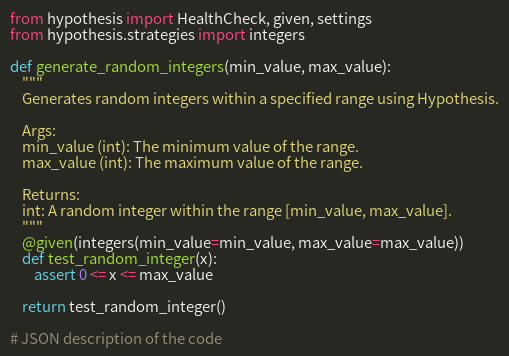 from hypothesis import HealthCheck, given, settings
from hypothesis.strategies import integers

def generate_random_integers(min_value, max_value):
    """
    Generates random integers within a specified range using Hypothesis.

    Args:
    min_value (int): The minimum value of the range.
    max_value (int): The maximum value of the range.

    Returns:
    int: A random integer within the range [min_value, max_value].
    """
    @given(integers(min_value=min_value, max_value=max_value))
    def test_random_integer(x):
        assert 0 <= x <= max_value

    return test_random_integer()

# JSON description of the code